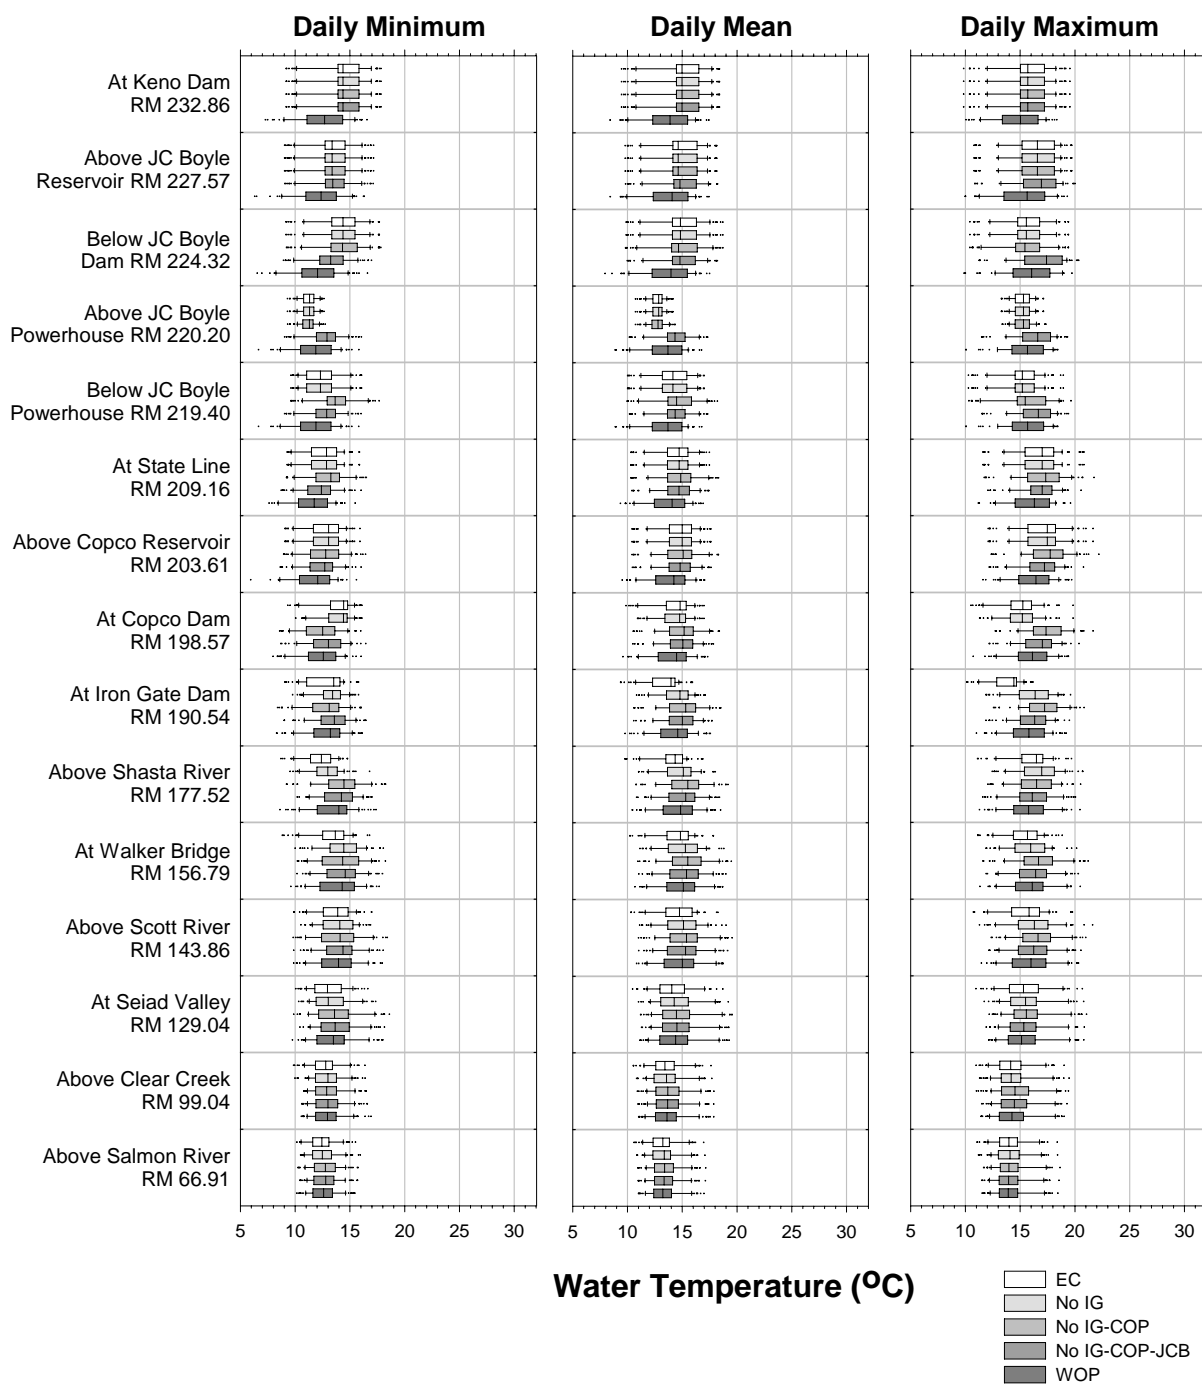 Daily Minimum
Daily Mean
Daily Maximum
At Keno Dam
RM 232.86
Above JC Boyle
Reservoir RM 227.57
Below JC Boyle
Dam RM 224.32
Above JC Boyle
Powerhouse RM 220.20
Below JC Boyle
Powerhouse RM 219.40
At State Line
RM 209.16
Above Copco Reservoir
RM 203.61
At Copco Dam
RM 198.57
At Iron Gate Dam
RM 190.54
Above Shasta River
RM 177.52
At Walker Bridge
RM 156.79
Above Scott River
RM 143.86
At Seiad Valley
RM 129.04
Above Clear Creek
RM 99.04
Above Salmon River
RM 66.91
5 10 15 20 25 30
5 10 15 20 25 30
5 10 15 20 25 30
Water Temperature (ºC)
EC
No IG
No IG-COP
No IG-COP-JCB
WOP